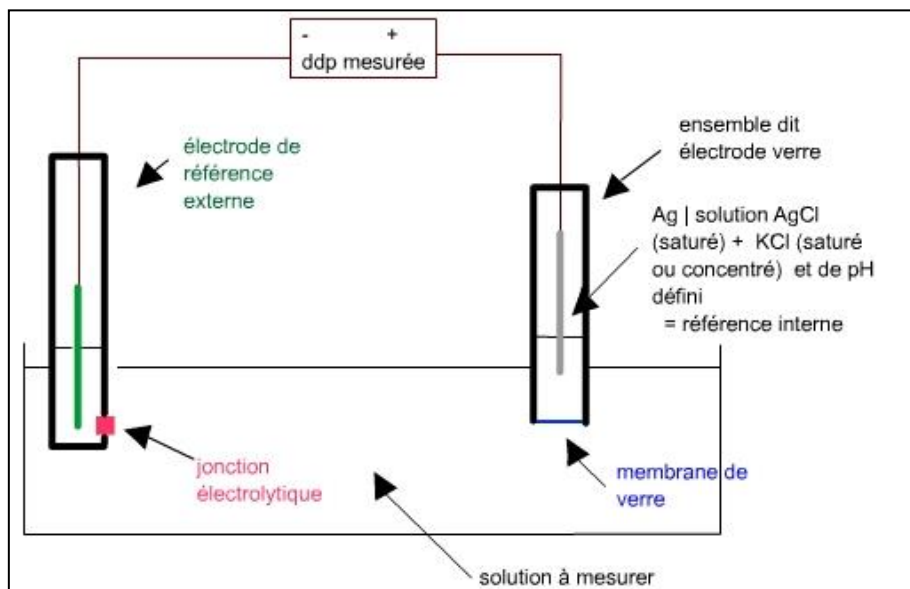 - +
ddp mesurée
électrode de
référence
externe
ensemble dit
électrode verre
Ag | solution AgCl
(saturé) + KCl (saturé
ou concentré) et de pH
défini
= référence interne
jonction
électrolytique
membrane de
verre
solution à mesurer